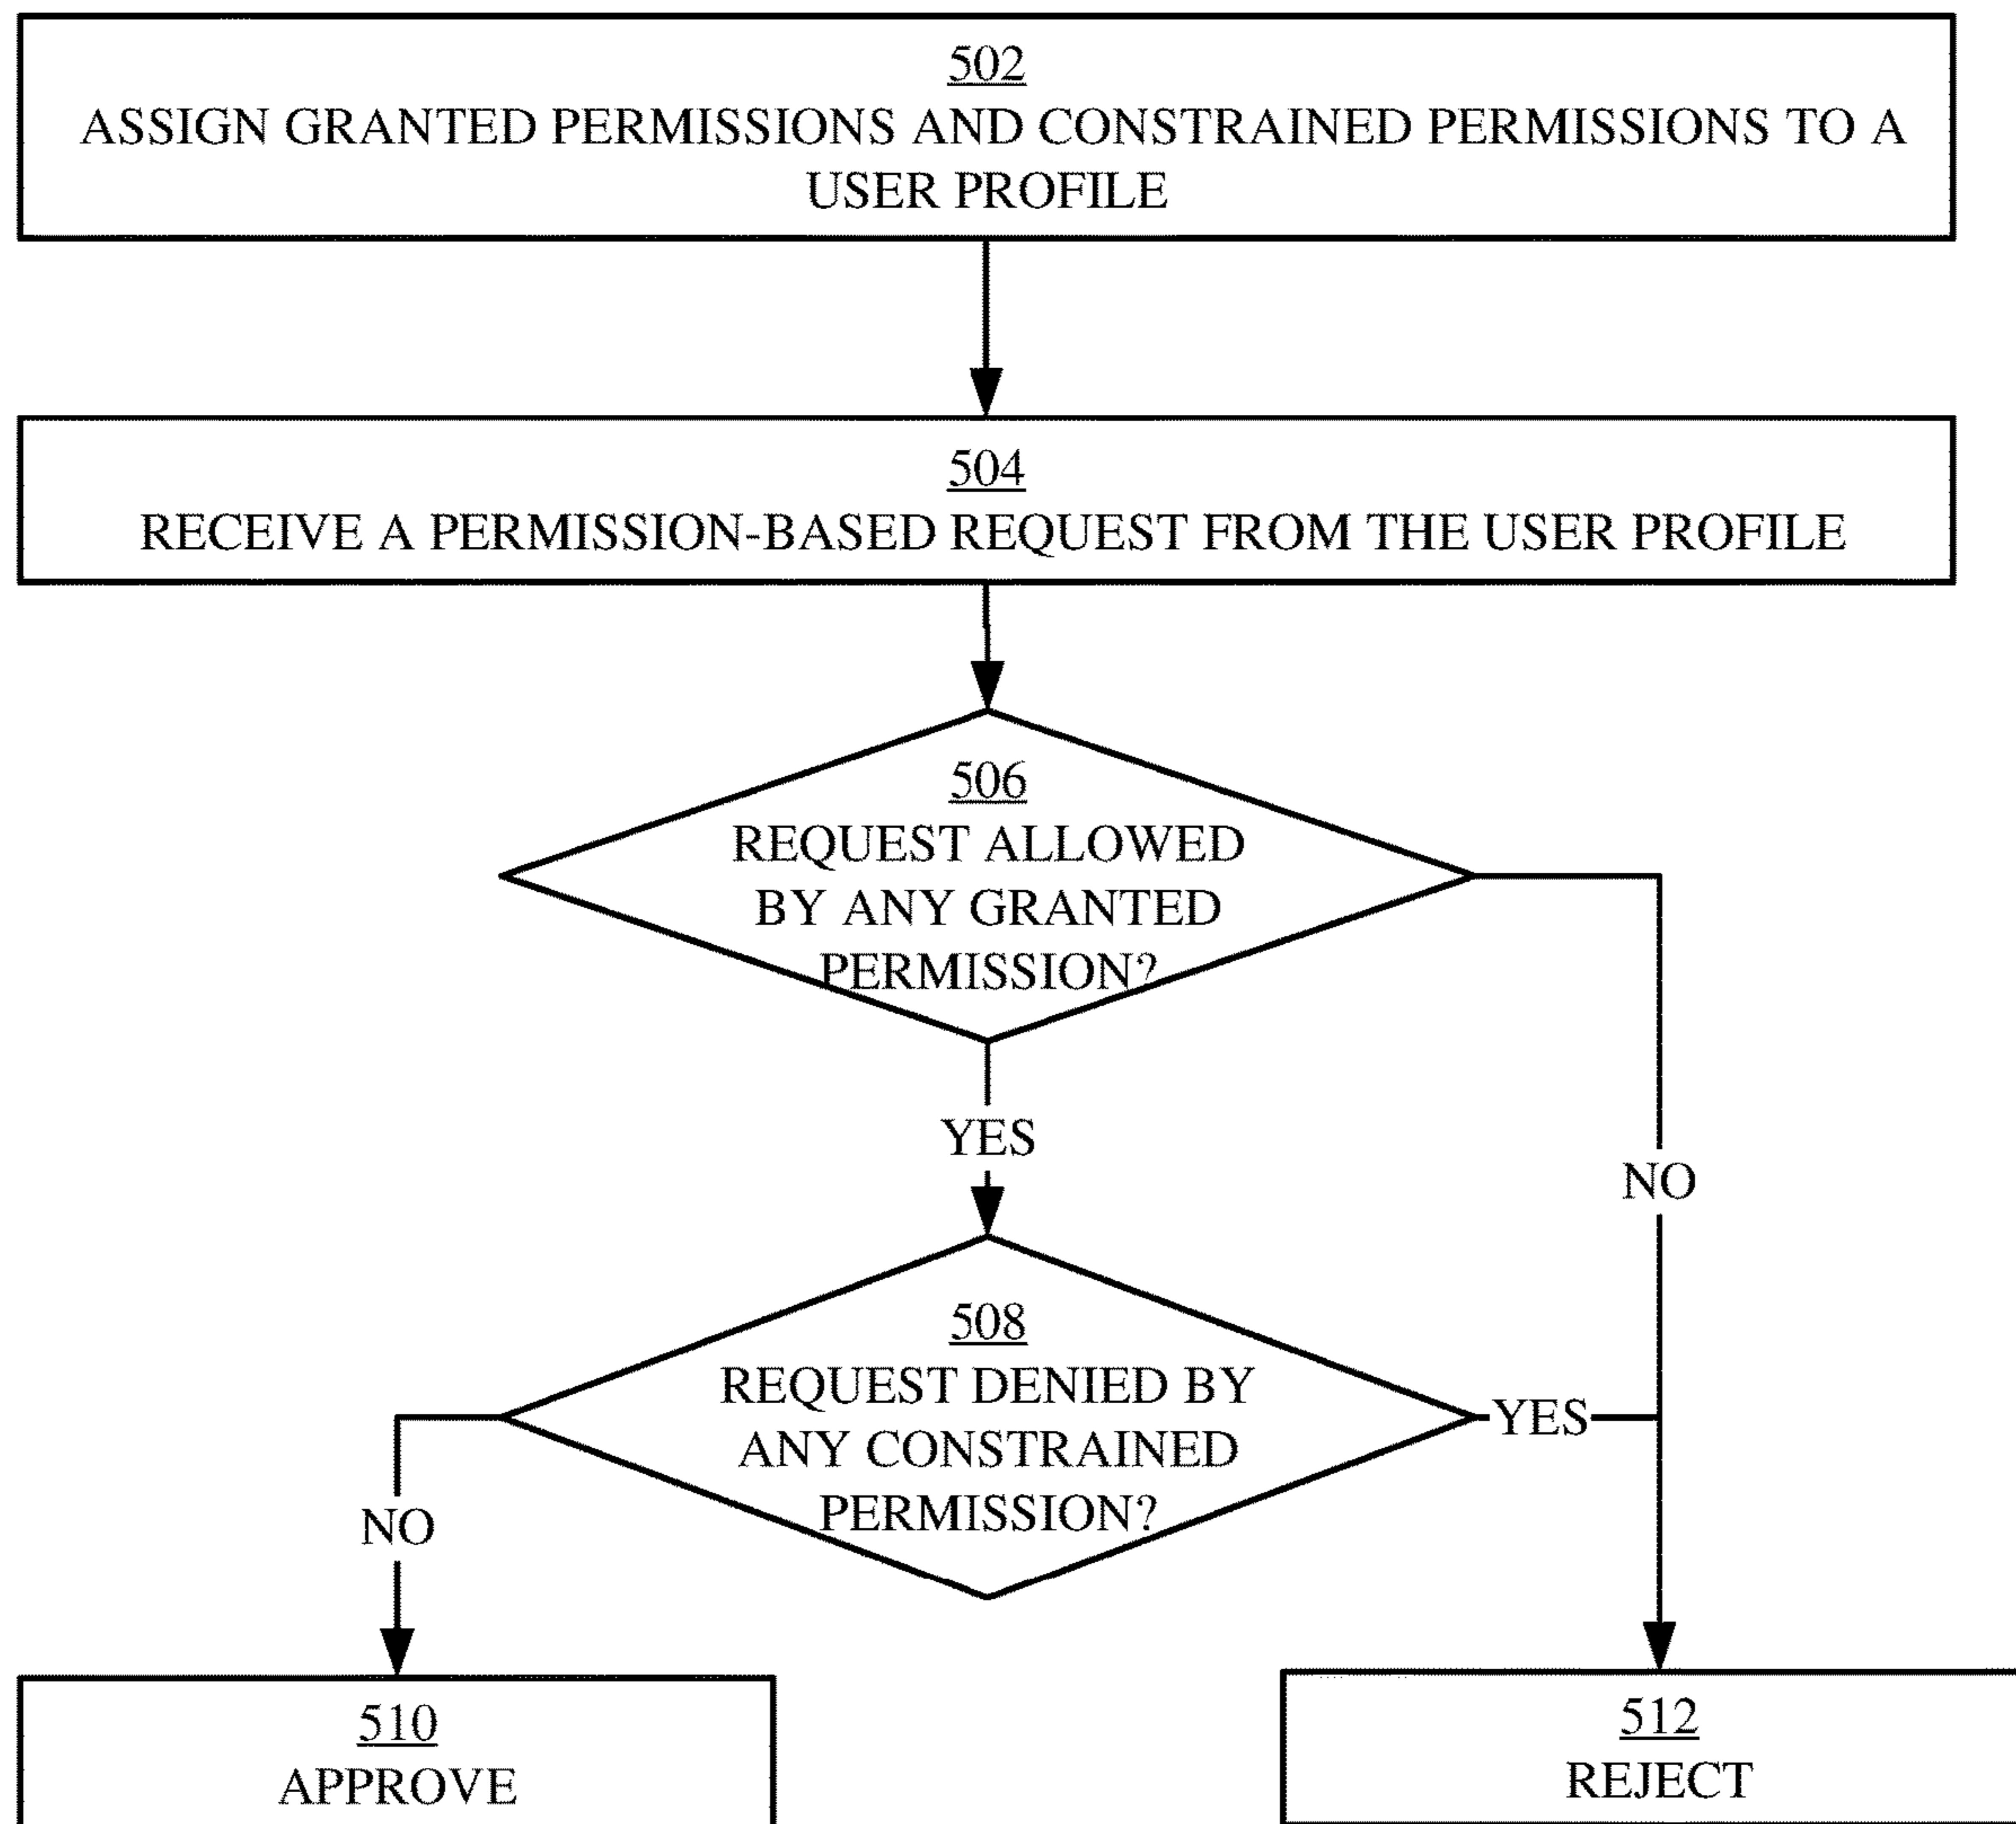 502
ASSIGN GRANTED PERMISSIONS AND CONSTRAINED PERMISSIONS TO A
USER PROFILE
504
RECEIVE A PERMISSION-BASED REQUEST FROM THE USER PROFILE
506
REQUEST ALLOWED
BY ANY GRANTED
PERMISSION?
YES
NO
508
REQUEST DENIED BY
ANY CONSTRAINED
PERMISSION?
YES
NO
510
APPROVE
512
REJECT